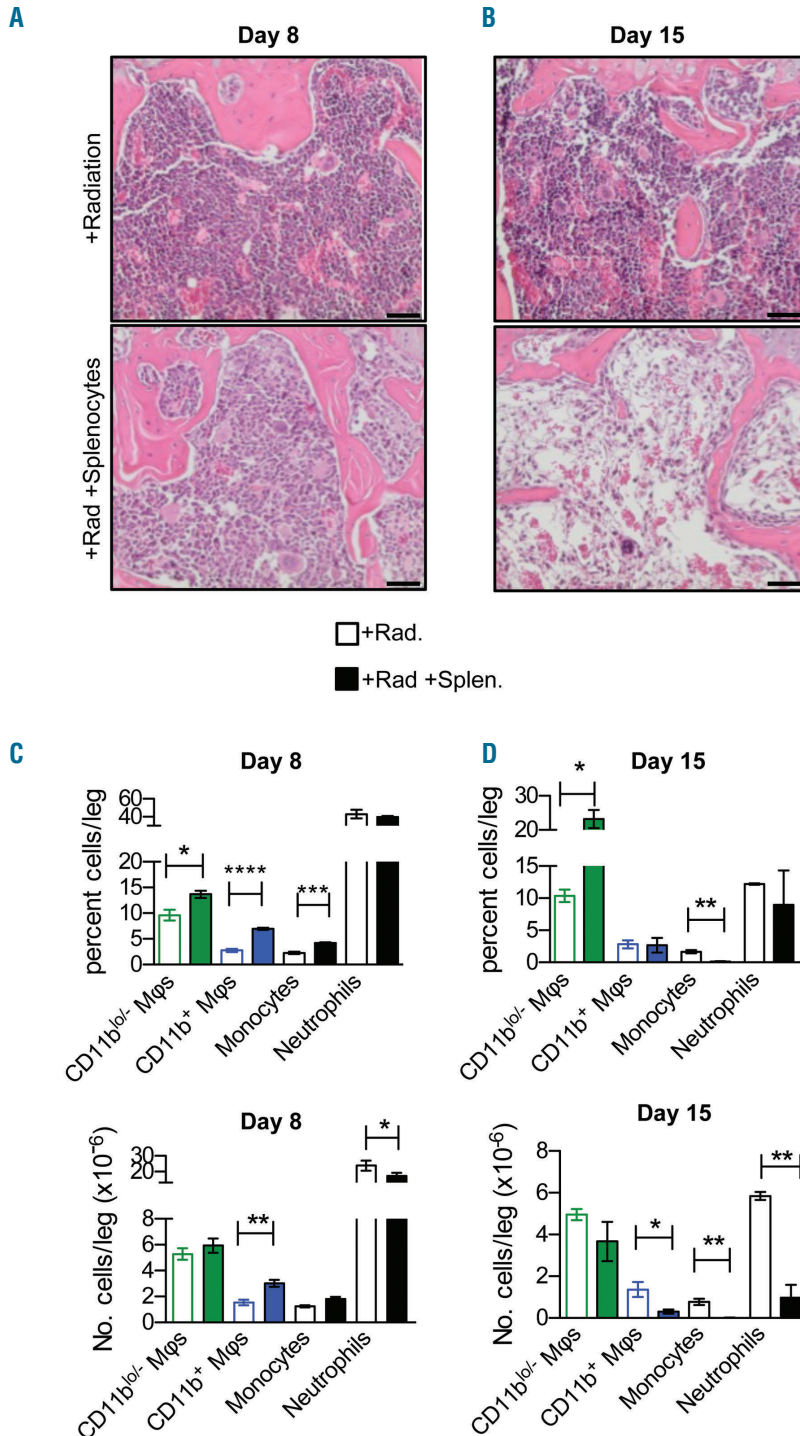 A
B
Day 8
Day 15
+Radiation
+Rad +Splenocytes
+Rad.
+Rad +Splen.
C
D
Day 8
percent cells/leg
60
40
20
15
10
5
0
*
****
***
CD11b^lo/- Mφs
CD11b^+ Mφs
Monocytes
Neutrophils
Day 15
percent cells/leg
30
20
15
10
5
0
*
**
CD11b^lo/- Mφs
CD11b^+ Mφs
Monocytes
Neutrophils
Day 8
No. cells/leg (x10^-6)
30
20
8
6
4
2
0
**
*
CD11b^lo/- Mφs
CD11b^+ Mφs
Monocytes
Neutrophils
Day 15
No. cells/leg (x10^-6)
8
6
4
2
0
*
**
**
CD11b^lo/- Mφs
CD11b^+ Mφs
Monocytes
Neutrophils